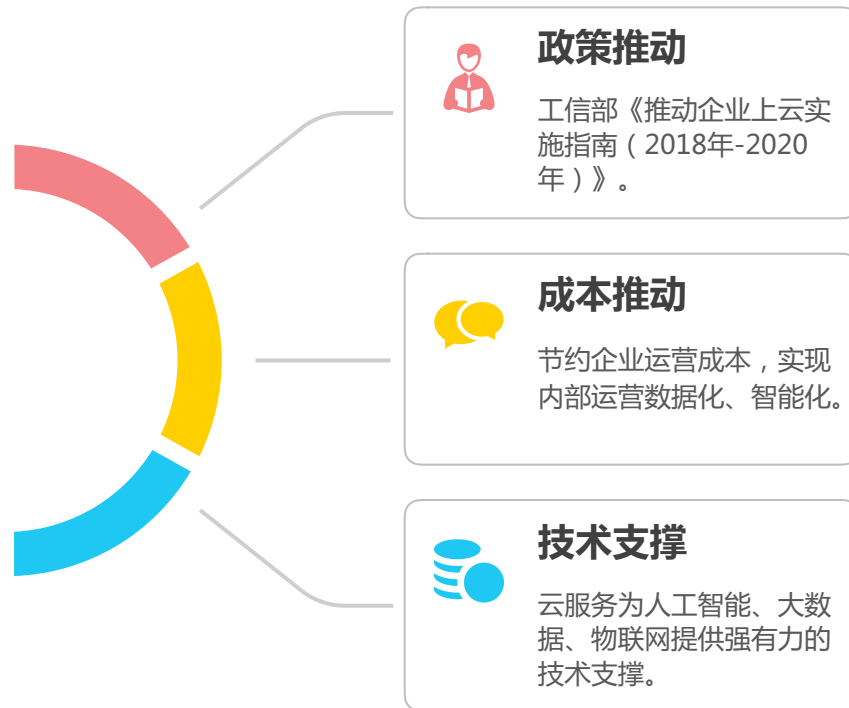 政策推动
工信部《推动企业上云实
施指南（2018年-2020
年）》。
成本推动
节约企业运营成本，实现
内部运营数据化、智能化。
技术支撑
云服务为人工智能、大数
据、物联网提供强有力的
技术支撑。